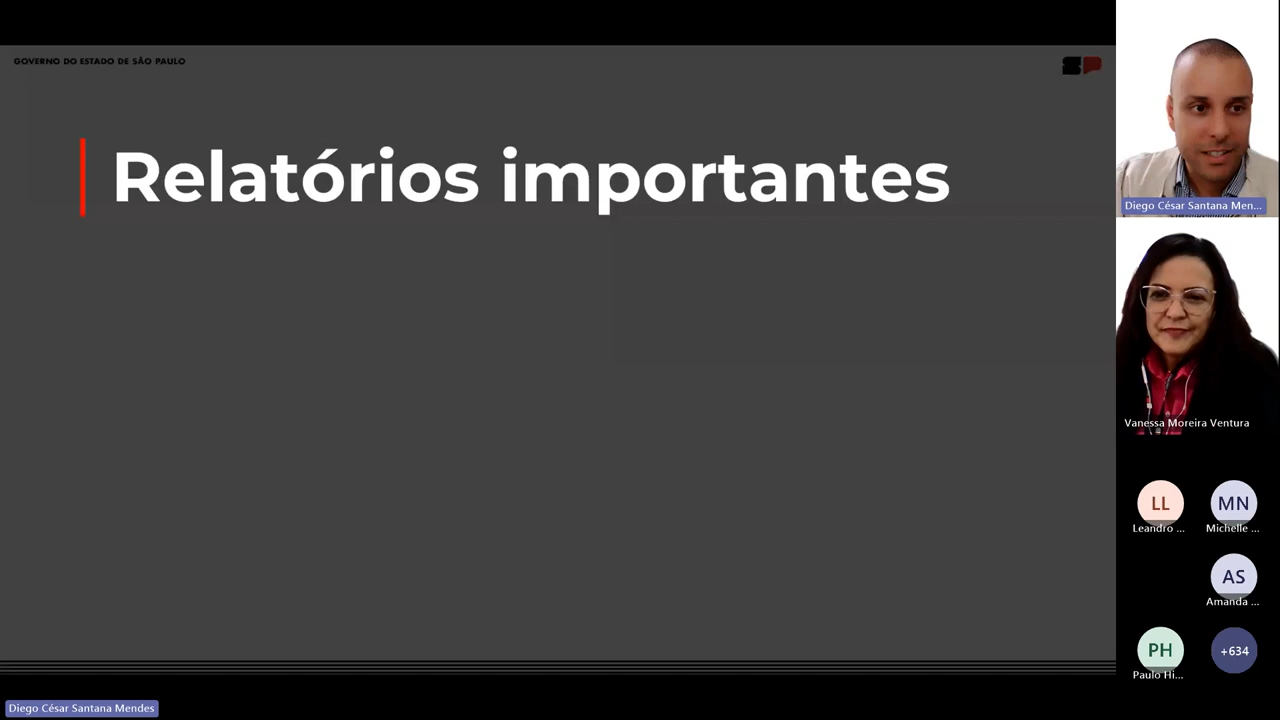 GOVERNO DO ESTADO DE SÃO PAULO
SP
Relatórios importantes
Diego César Santana Men...
Vanessa Moreira Ventura
LL
MN
Leandro ...
Michelle ...
AS
Amanda ...
PH
+634
Paulo Hi...
Diego César Santana Mendes